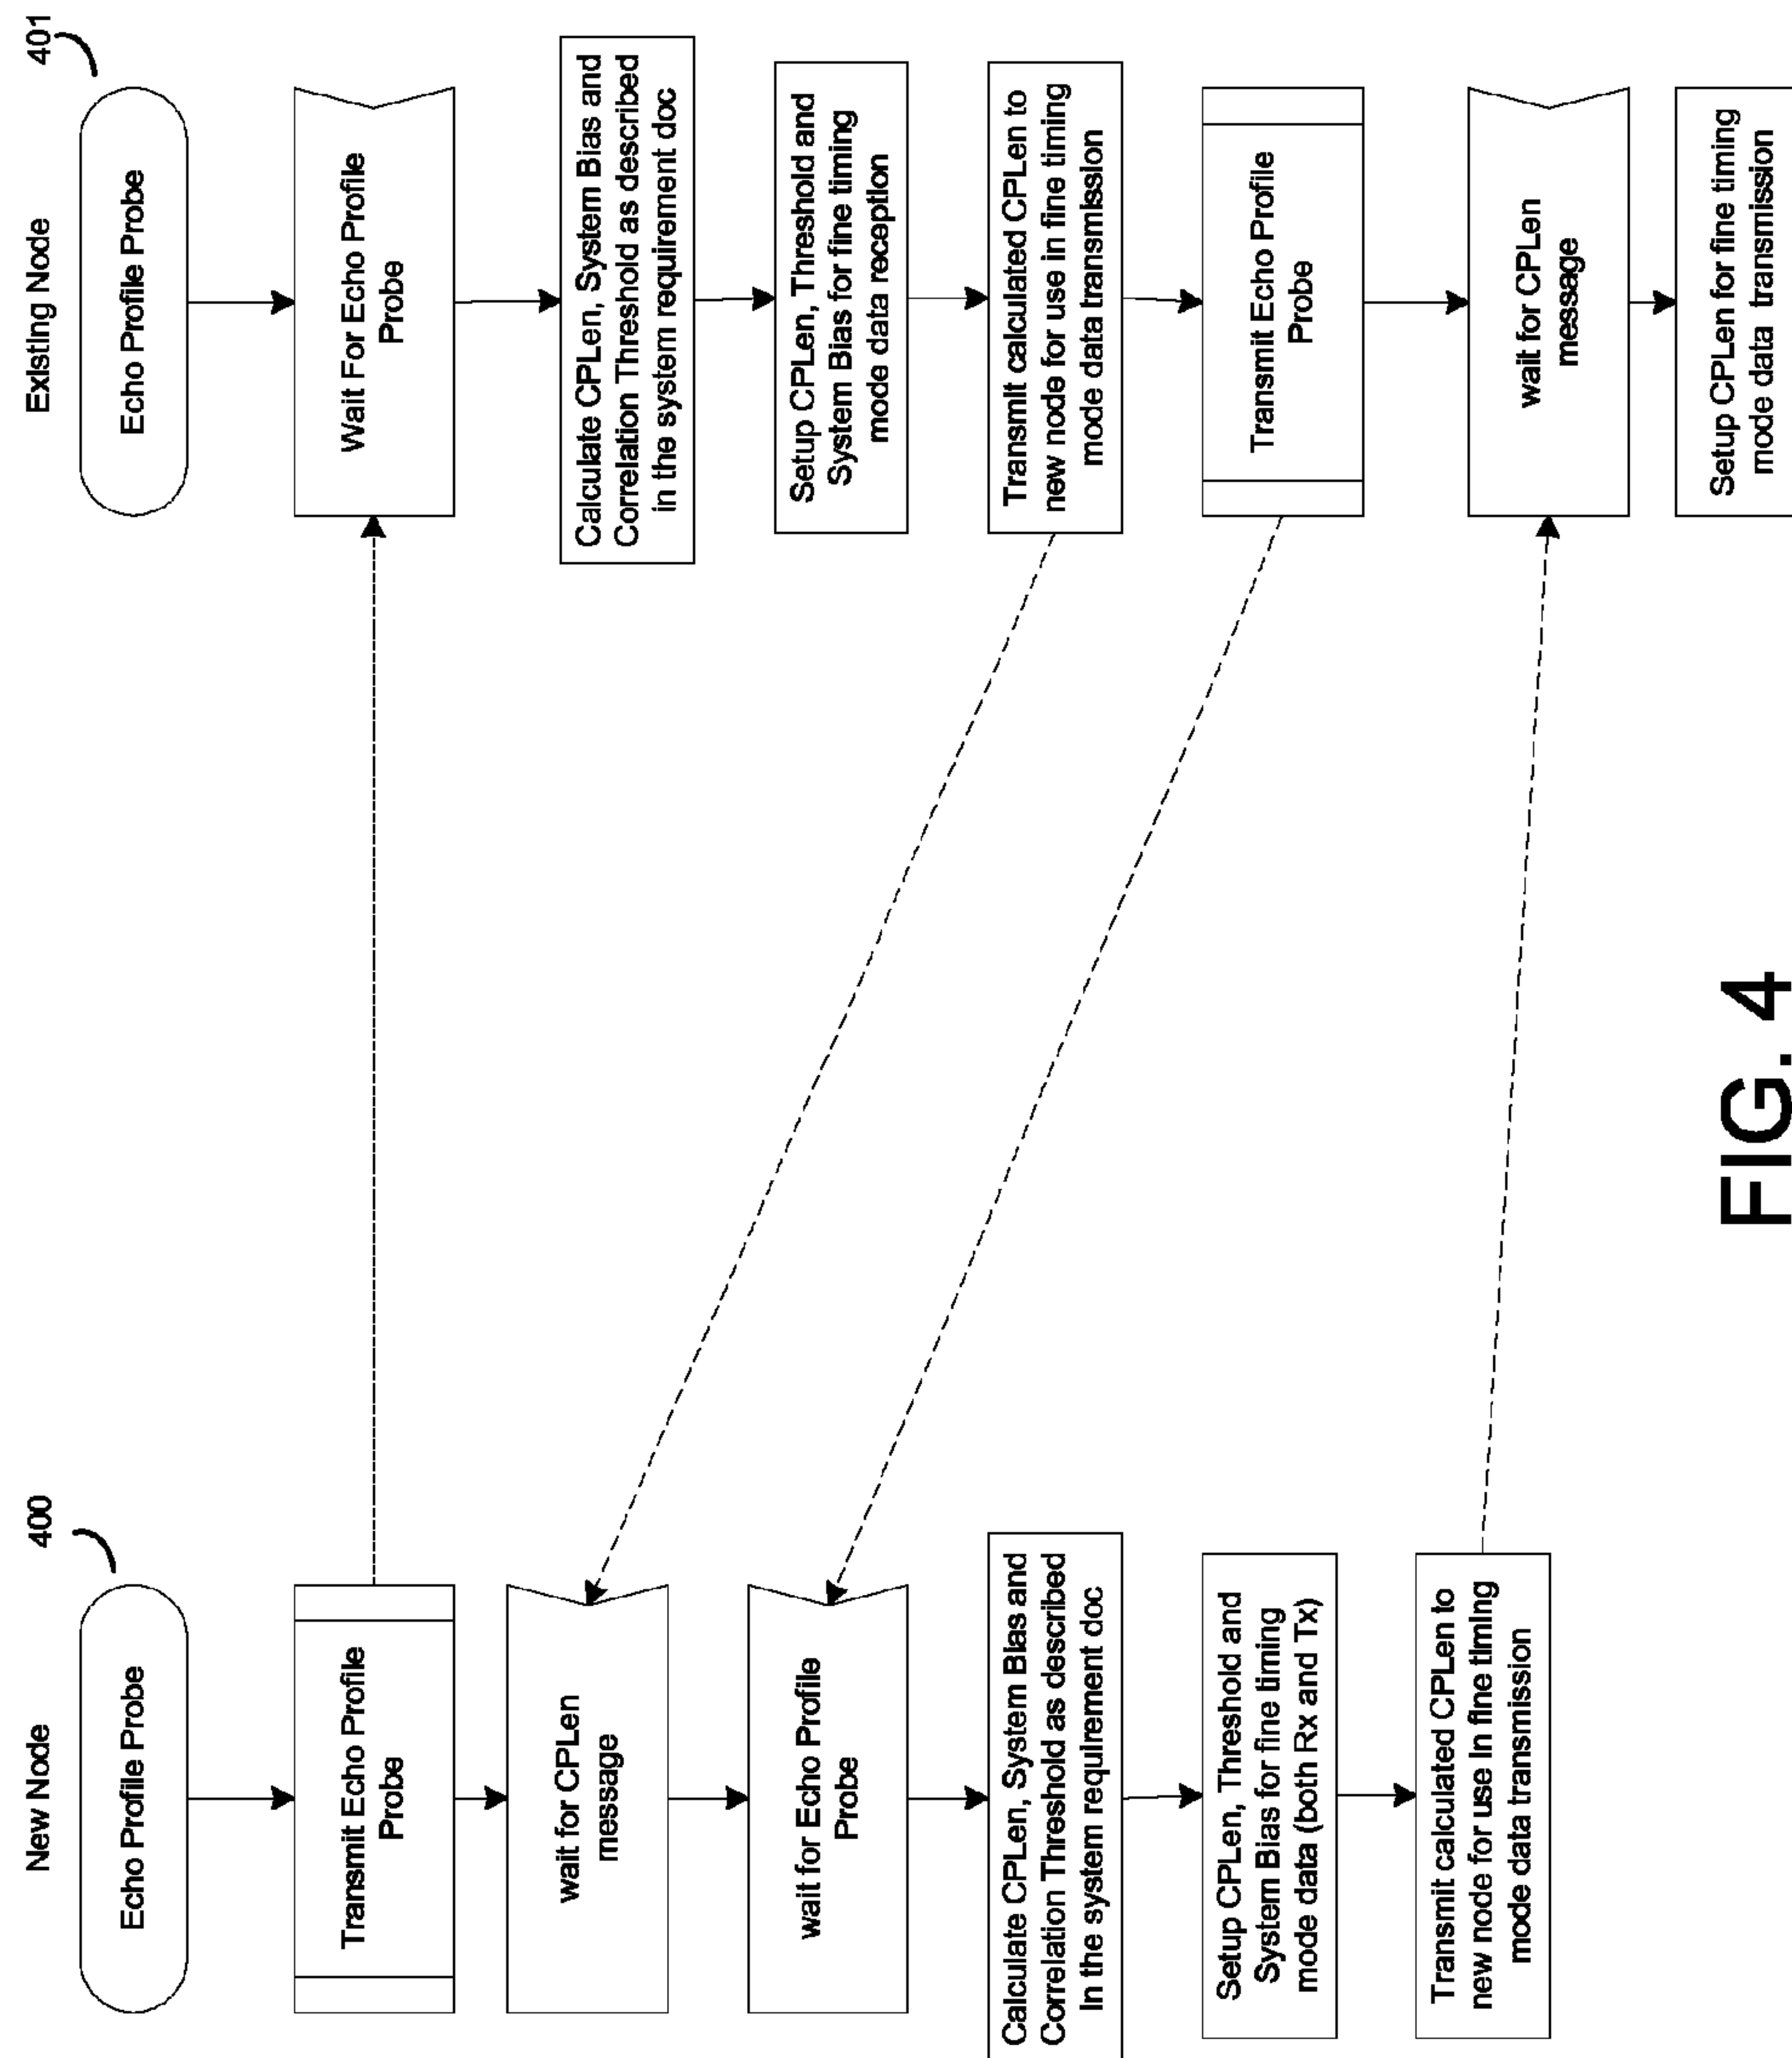 New Node
400
Echo Profile Probe
Transmit Echo Profile
Probe
wait for CPLen
message
wait for Echo Profile
Probe
Calculate CPLen, System Bias and
Correlation Threshold as described
in the system requirement doc
Setup CPLen, Threshold and
System Bias for fine timing
mode data (both Rx and Tx)
Transmit calculated CPLen to
new node for use in fine timing
mode data transmission
Existing Node
401
Echo Profile Probe
Wait For Echo Profile
Probe
Calculate CPLen, System Bias and
Correlation Threshold as described
in the system requirement doc
Setup CPLen, Threshold and
System Bias for fine timing
mode data reception
Transmit calculated CPLen to
new node for use in fine timing
mode data transmission
Transmit Echo Profile
Probe
wait for CPLen
message
Setup CPLen for fine timing
mode data transmission
FIG. 4